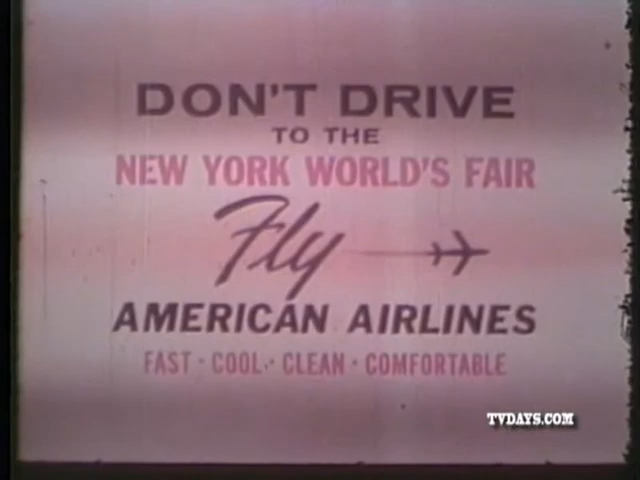 DON'T DRIVE
TO THE
NEW YORK WORLD'S FAIR
Fly
AMERICAN AIRLINES
FAST · COOL · CLEAN · COMFORTABLE
TVDAYS.COM